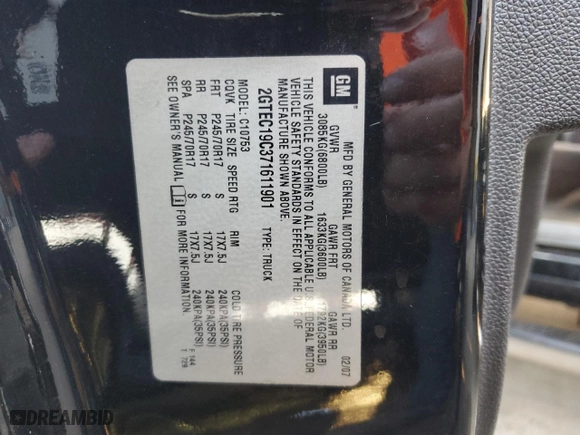 GM
MFD BY GENERAL MOTORS OF CANADA LTD. 02/07
GVWR GAWR FRT GAWR RR
3085KG(6800LB) 1633KG(3600LB) 1792KG(3950LB)
THIS VEHICLE CONFORMS TO ALL APPLICABLE U.S. FEDERAL MOTOR
VEHICLE SAFETY STANDARDS IN EFFECT ON THE DATE OF
MANUFACTURE SHOWN ABOVE.
2GTEC19C371611901 TYPE: TRUCK
MODEL: C10753
CQVK TIRE SIZE SPEED RTG RIM COLD TIRE PRESSURE
FRT P245/70R17 S 17X7.5J 240KPA(35PSI)
RR P245/70R17 S 17X7.5J 240KPA(35PSI)
SPA P245/70R17 S 17X7.5J 240KPA(35PSI)
SEE OWNER'S MANUAL FOR MORE INFORMATION.
DREAMBID